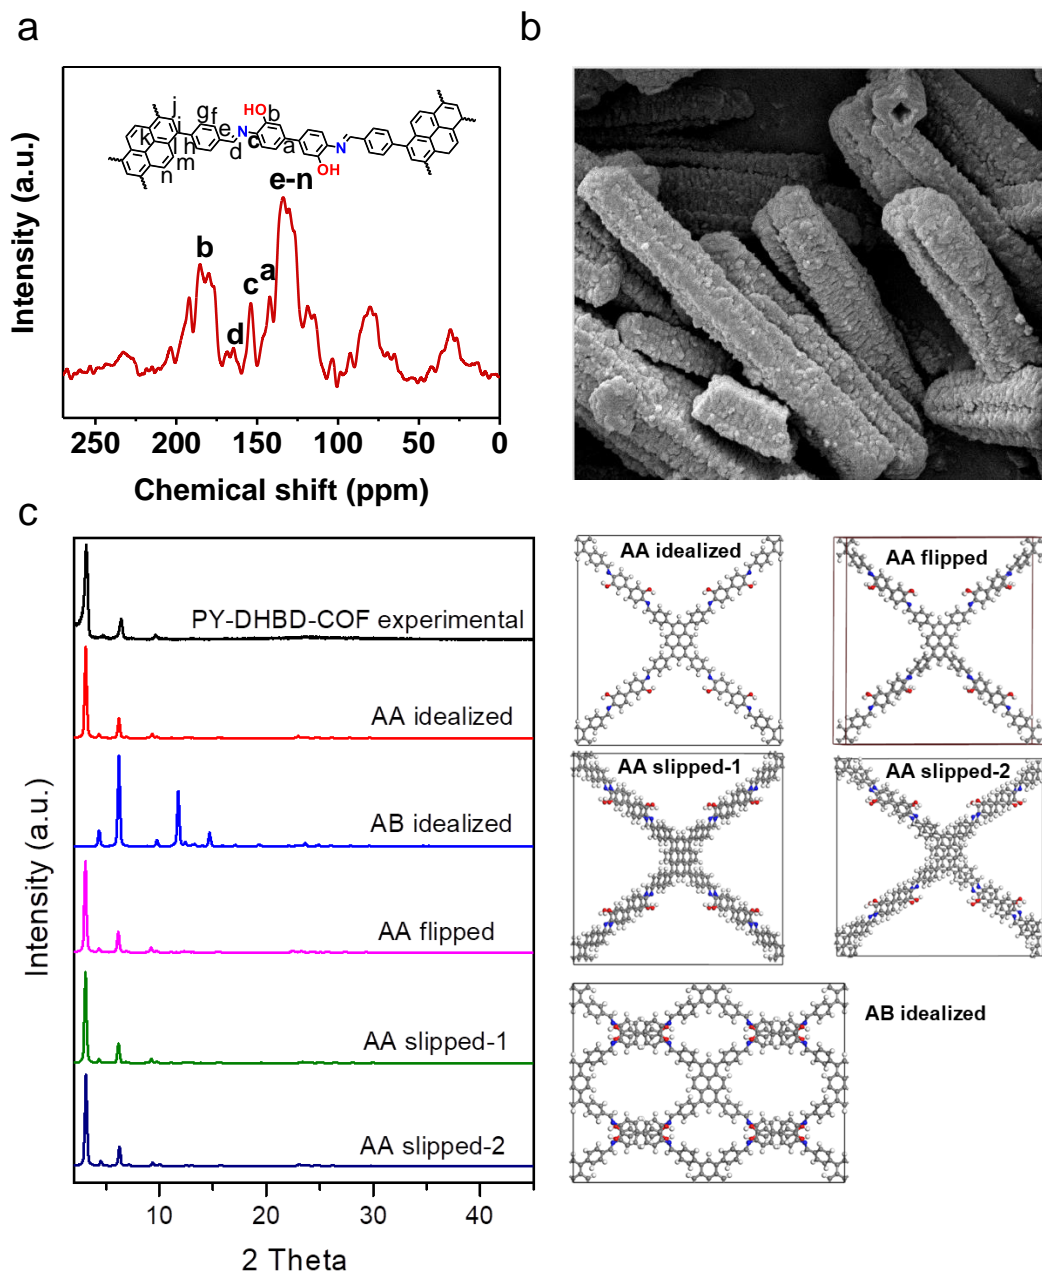 a
b
HO
j
g
f
b
k
i
e
N
c
l
h
d
a
N
m
n
OH
e-n
b
c
a
d
Intensity (a.u.)
250
200
150
100
50
0
Chemical shift (ppm)
c
PY-DHBD-COF experimental
AA idealized
AB idealized
AA flipped
AA slipped-1
AA slipped-2
Intensity (a.u.)
10
20
30
40
2 Theta
AA idealized
AA flipped
AA slipped-1
AA slipped-2
AB idealized